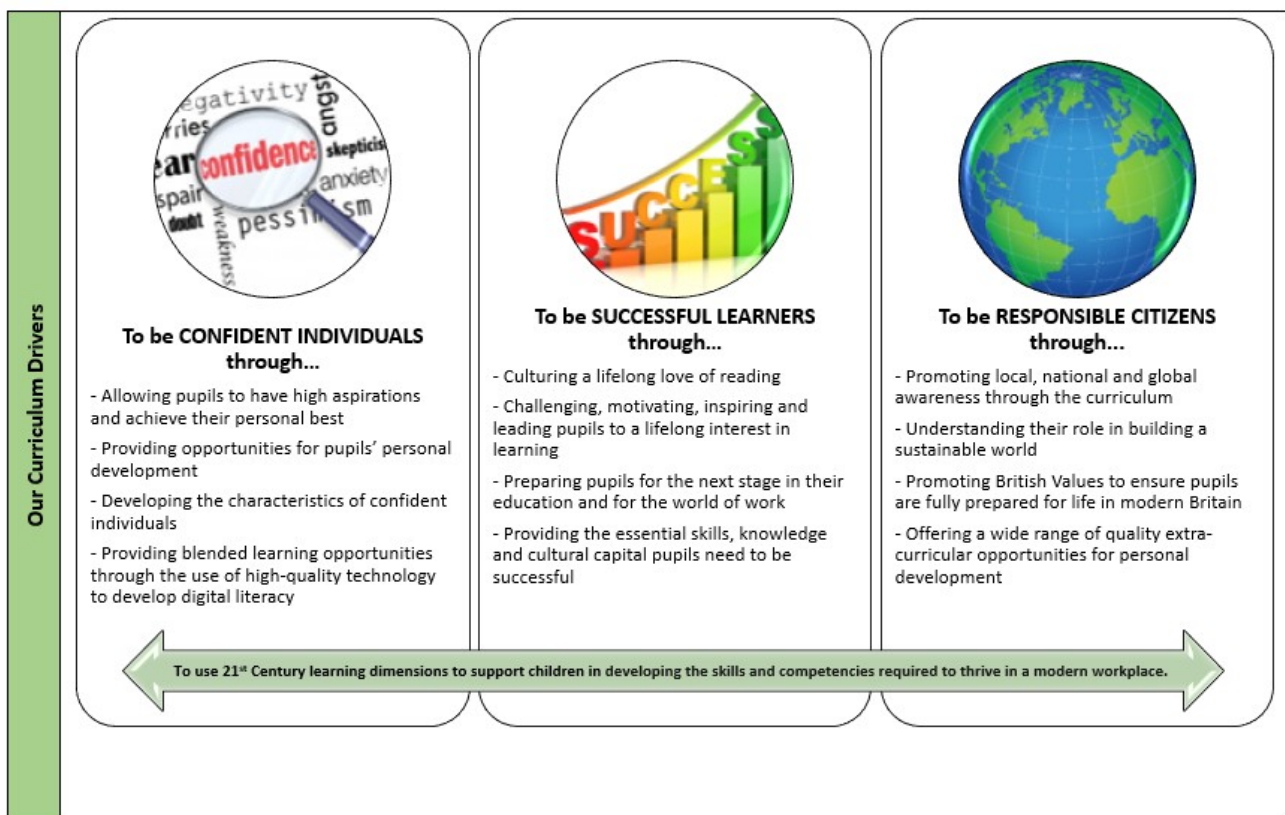 Our Curriculum Drivers
egativity
angst
rries
ear
confidence
skepticis
spair
anxiety
doubt
pessimism
weakness
To be CONFIDENT INDIVIDUALS
through...
- Allowing pupils to have high aspirations
and achieve their personal best
- Providing opportunities for pupils’ personal
development
- Developing the characteristics of confident
individuals
- Providing blended learning opportunities
through the use of high-quality technology
to develop digital literacy
SUCCESS
To be SUCCESSFUL LEARNERS
through...
- Culturing a lifelong love of reading
- Challenging, motivating, inspiring and
leading pupils to a lifelong interest in
learning
- Preparing pupils for the next stage in their
education and for the world of work
- Providing the essential skills, knowledge
and cultural capital pupils need to be
successful
To be RESPONSIBLE CITIZENS
through...
- Promoting local, national and global
awareness through the curriculum
- Understanding their role in building a
sustainable world
- Promoting British Values to ensure pupils
are fully prepared for life in modern Britain
- Offering a wide range of quality extra-
curricular opportunities for personal
development
To use 21st Century learning dimensions to support children in developing the skills and competencies required to thrive in a modern workplace.